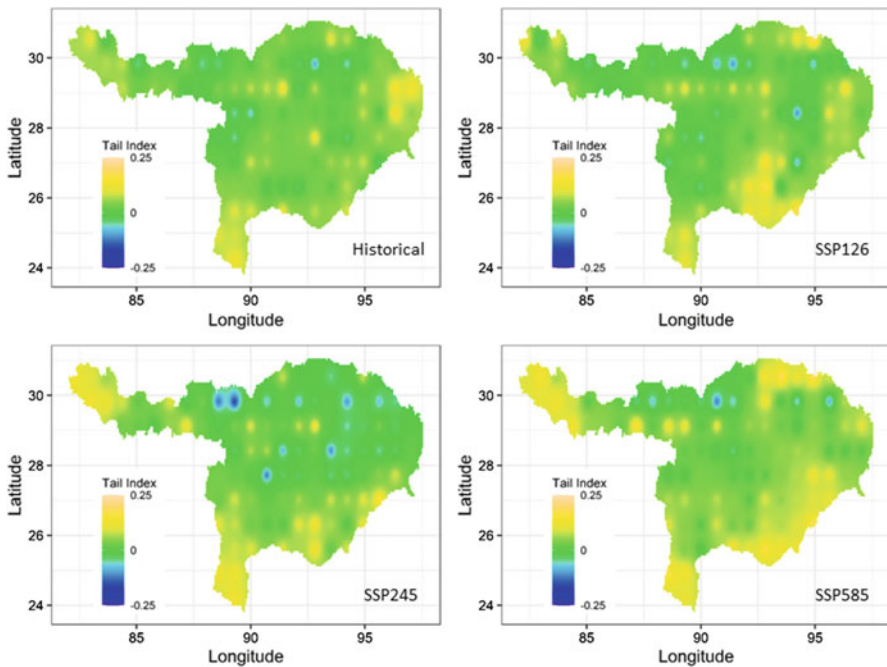 30
28
26
24
Latitude
Tail Index
0.25
0
-0.25
Historical
85
90
95
Longitude
30
28
26
24
Latitude
Tail Index
0.25
0
-0.25
SSP126
85
90
95
Longitude
30
28
26
24
Latitude
Tail Index
0.25
0
-0.25
SSP245
85
90
95
Longitude
30
28
26
24
Latitude
Tail Index
0.25
0
-0.25
SSP585
85
90
95
Longitude